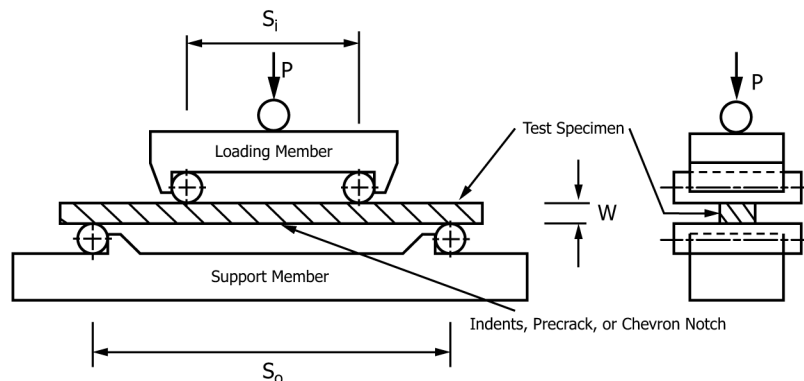 Sᵢ
P
P
Test Specimen
Loading Member
W
Support Member
Indents, Precrack, or Chevron Notch
Sₒ